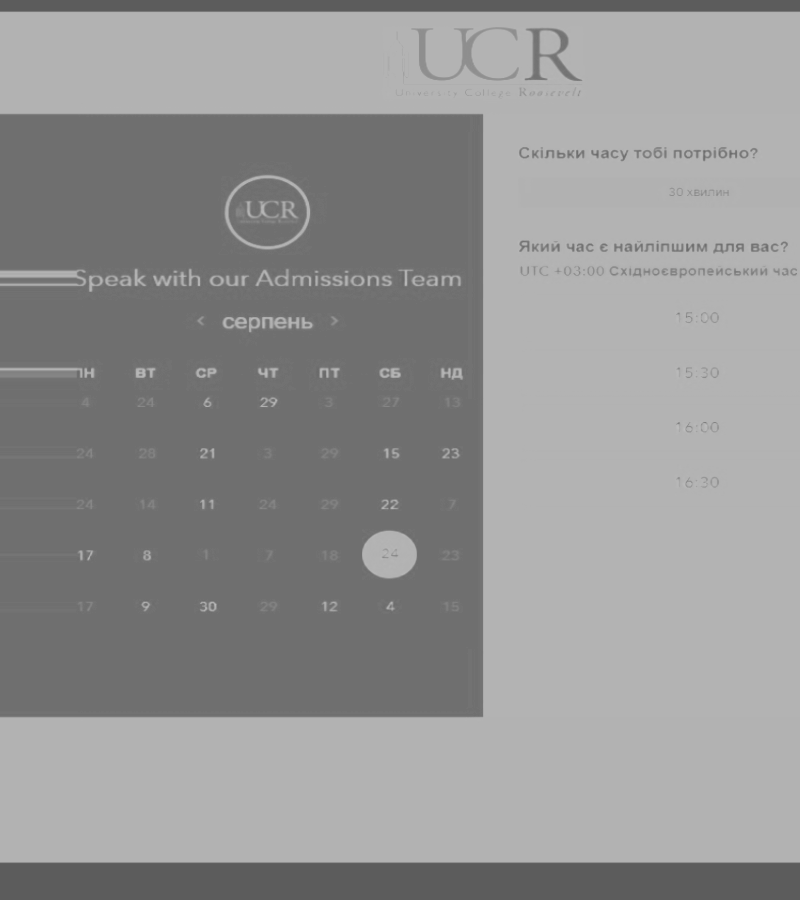 UCR
University College Roosevelt
UCR
Speak with our Admissions Team
‹ серпень ›
ПН ВТ СР ЧТ ПТ СБ НД
4 24 6 29 3 27 13
24 28 21 3 29 15 23
24 14 11 24 29 22 7
17 8 1 7 18 24 23
17 9 30 29 12 4 15
Скільки часу тобі потрібно?
30 хвилин
Який час є найліпшим для вас?
UTC +03:00 Східноєвропейський час
15:00
15:30
16:00
16:30